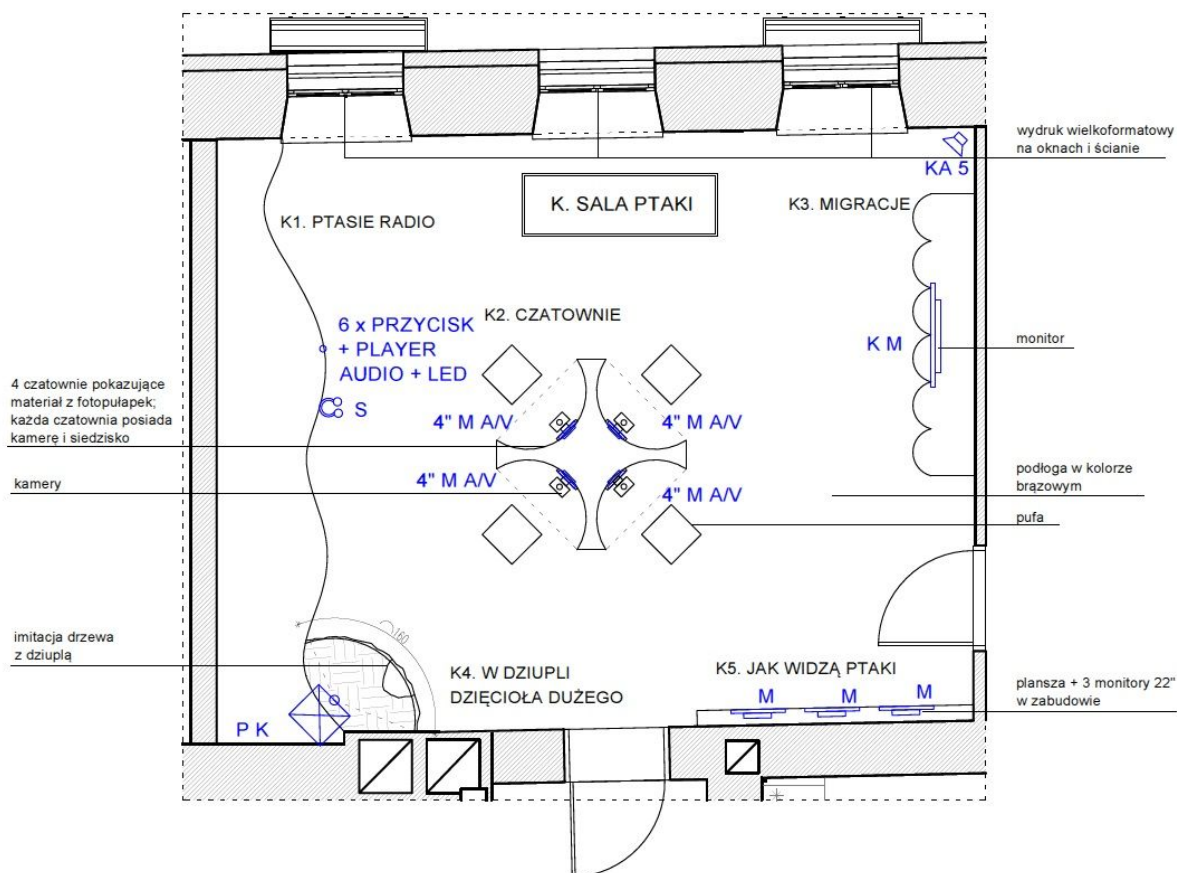 wydruk wielkoformatowy
na oknach i ścianie
KA 5
K. SALA PTAKI
K3. MIGRACJE
K1. PTASIE RADIO
K2. CZATOWNIE
6 x PRZYCISK
+ PLAYER
AUDIO + LED
K M
monitor
4 czatownie pokazujące
materiał z fotopułapek;
każda czatownia posiada
kamerę i siedzisko
S
4" M A/V
4" M A/V
kamery
4" M A/V
4" M A/V
podłoga w kolorze
brązowym
pufa
imitacja drzewa
z dziuplą
160
K4. W DZIUPLI
DZIĘCIOŁA DUŻEGO
K5. JAK WIDZĄ PTAKI
M
M
M
plansza + 3 monitory 22"
w zabudowie
P K